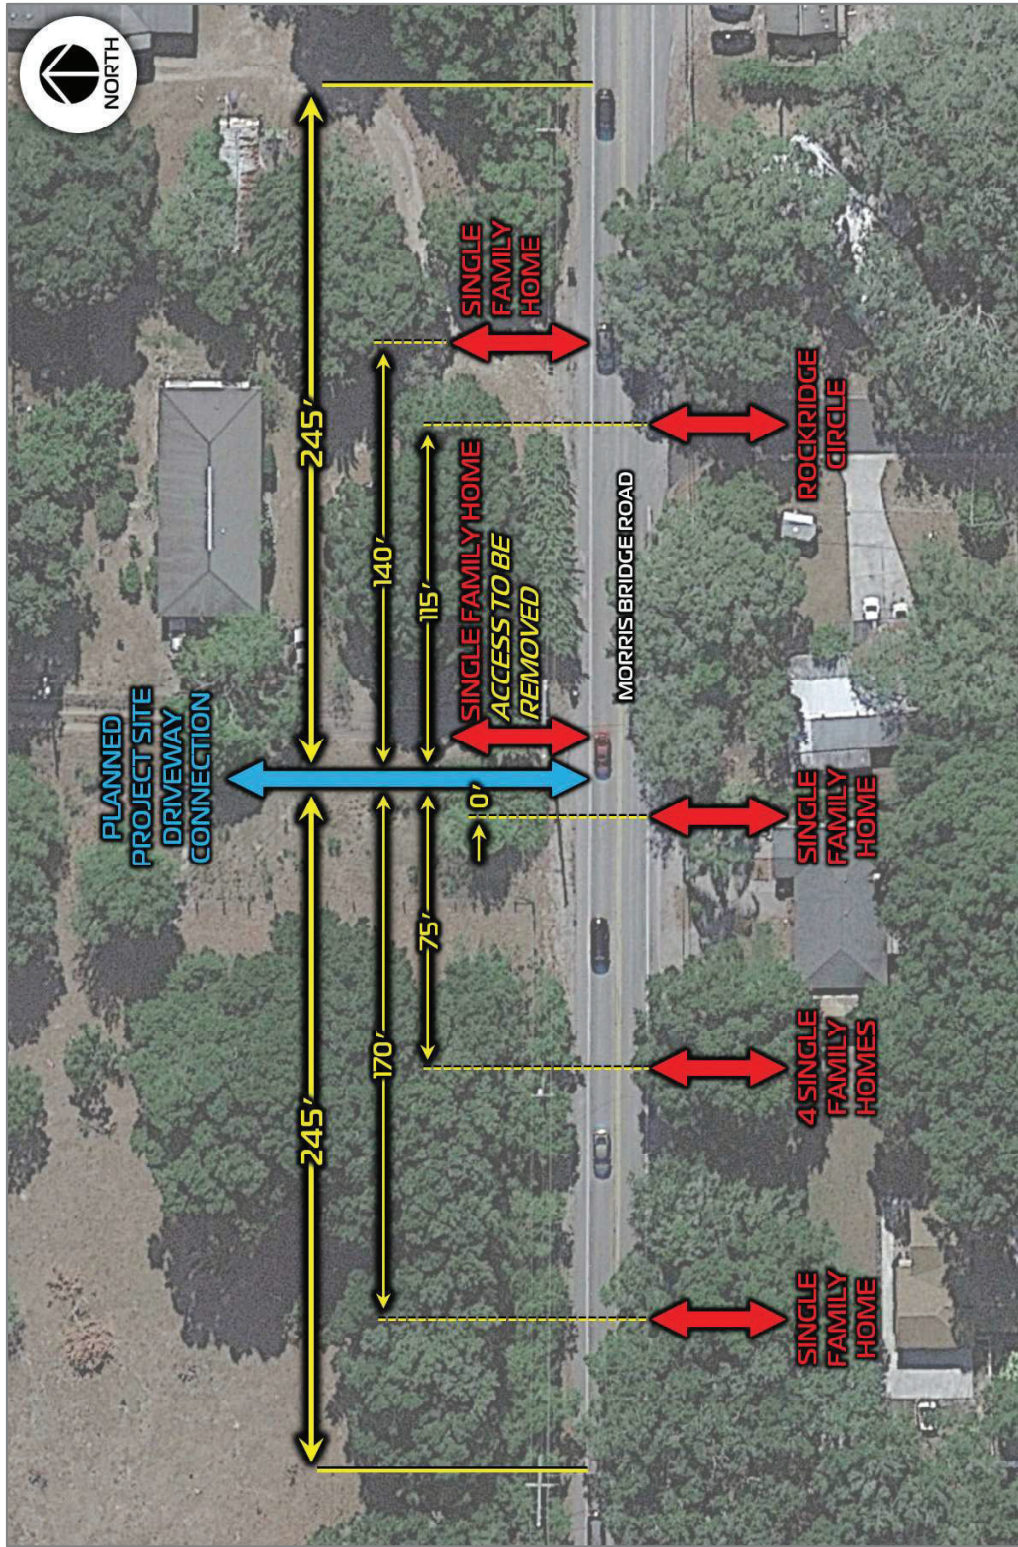 NORTH
PLANNED
PROJECT SITE
DRIVEWAY
CONNECTION
245'
245'
170'
140'
75'
115'
0'
SINGLE FAMILY HOME
ACCESS TO BE
REMOVED
SINGLE
FAMILY
HOME
MORRIS BRIDGE ROAD
SINGLE
FAMILY
HOME
4 SINGLE
FAMILY
HOMES
SINGLE
FAMILY
HOME
ROCKRIDGE
CIRCLE